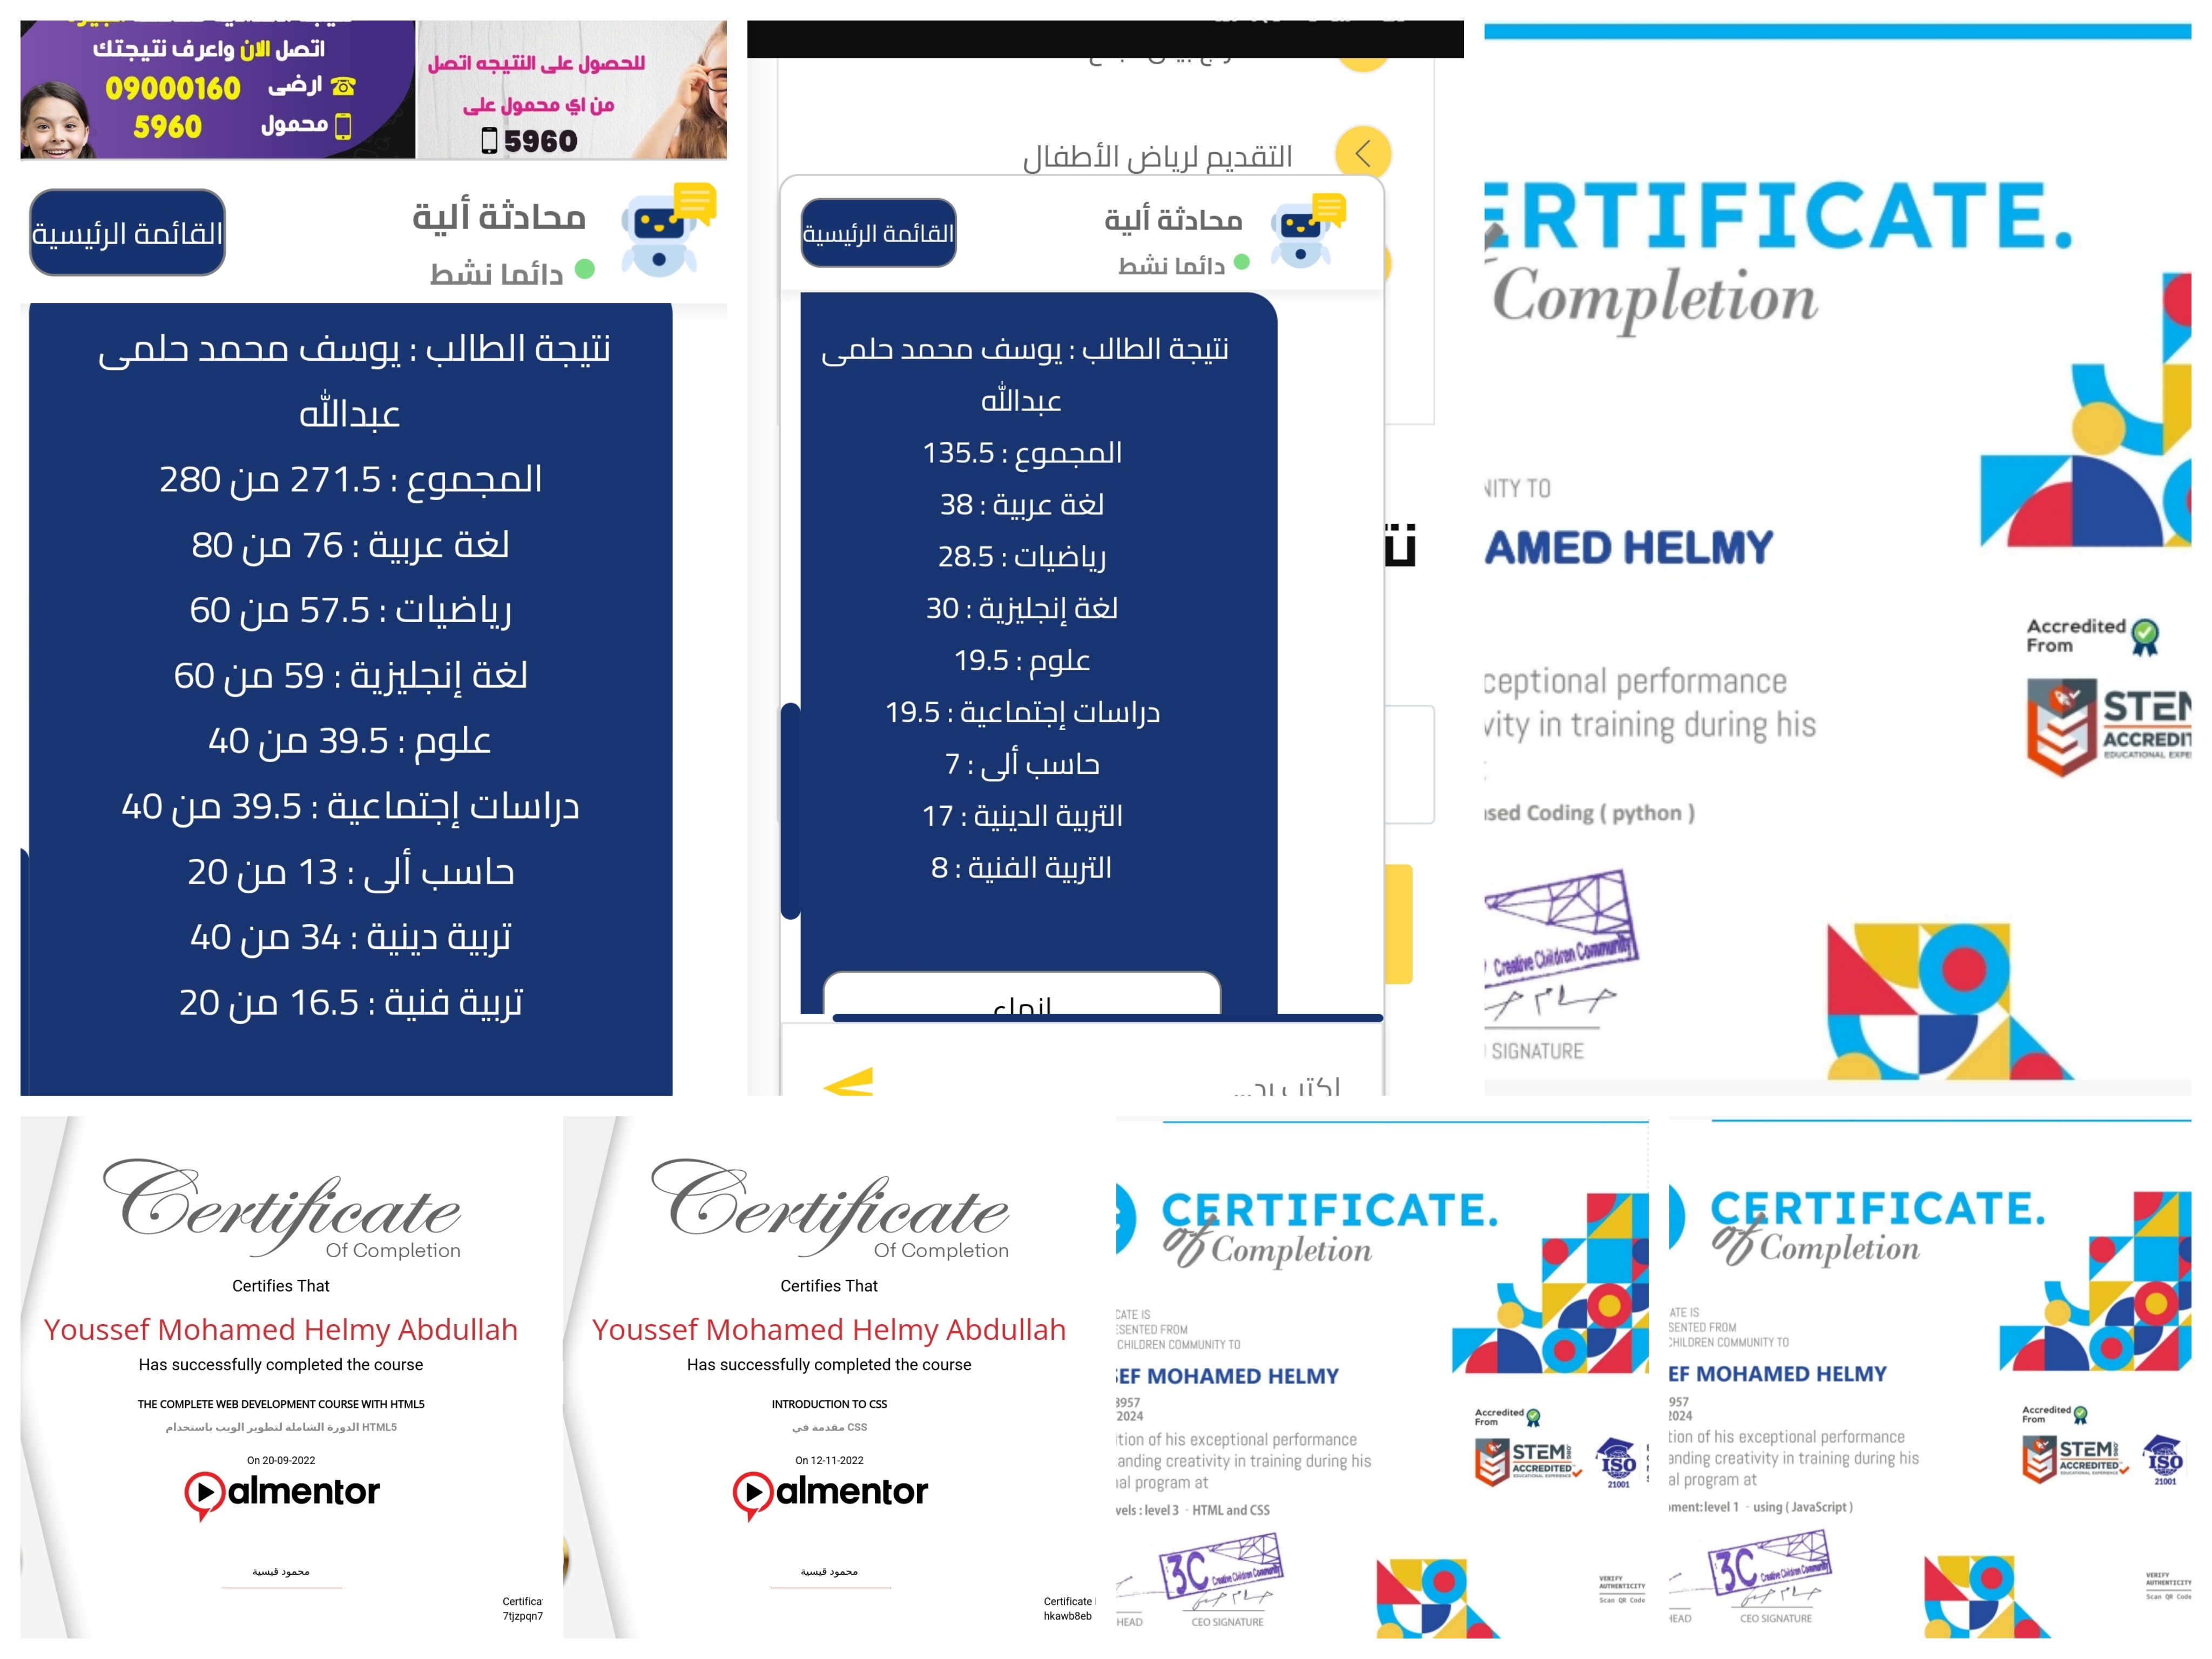 اتصل الان واعرف نتيجتك
ارضى 09000160
محمول 5960
للحصول على النتيجه اتصل
من اي محمول على
5960
محادثة ألية
دائما نشط
القائمة الرئيسية
نتيجة الطالب : يوسف محمد حلمى
عبدالله
المجموع : 271.5 من 280
لغة عربية : 76 من 80
رياضيات : 57.5 من 60
لغة إنجليزية : 59 من 60
علوم : 39.5 من 40
دراسات إجتماعية : 39.5 من 40
حاسب ألى : 13 من 20
تربية دينية : 34 من 40
تربية فنية : 16.5 من 20
التقديم لرياض الأطفال
محادثة ألية
دائما نشط
القائمة الرئيسية
نتيجة الطالب : يوسف محمد حلمى
عبدالله
المجموع : 135.5
لغة عربية : 38
رياضيات : 28.5
لغة إنجليزية : 30
علوم : 19.5
دراسات إجتماعية : 19.5
حاسب ألى : 7
التربية الدينية : 17
التربية الفنية : 8
إنهاء
ERTIFICATE.
Completion
NITY TO
AMED HELMY
Accredited
From
ceptional performance
vity in training during his
STEM
ACCREDIT
EDUCATIONAL EXPE
ased Coding ( python )
Creative Children Community
SIGNATURE
Certificate
Of Completion
Certifies That
Youssef Mohamed Helmy Abdullah
Has successfully completed the course
THE COMPLETE WEB DEVELOPMENT COURSE WITH HTML5
الدورة الشاملة لتطوير الويب باستخدام HTML5
On 20-09-2022
almentor
محمود قيسية
Certifica
7tjzpqn7
Certificate
Of Completion
Certifies That
Youssef Mohamed Helmy Abdullah
Has successfully completed the course
INTRODUCTION TO CSS
مقدمة في CSS
On 12-11-2022
almentor
محمود قيسية
Certificate
hkawb8eb
CERTIFICATE.
of Completion
CATE IS
ESENTED FROM
CHILDREN COMMUNITY TO
SEF MOHAMED HELMY
3957
2024
Accredited
From
ition of his exceptional performance
anding creativity in training during his
al program at
STEM
ACCREDITED
EDUCATIONAL EXPERIENCE
ISO
21001
vels : level 3 - HTML and CSS
3C Creative Children Community
HEAD
CEO SIGNATURE
VERIFY
AUTHENTICITY
Scan QR Code
CERTIFICATE.
of Completion
ATE IS
SENTED FROM
CHILDREN COMMUNITY TO
EF MOHAMED HELMY
957
2024
Accredited
From
tion of his exceptional performance
anding creativity in training during his
al program at
STEM
ACCREDITED
EDUCATIONAL EXPERIENCE
ISO
21001
ment: level 1 - using ( JavaScript )
3C Creative Children Community
EAD
CEO SIGNATURE
VERIFY
AUTHENTICITY
Scan QR Code